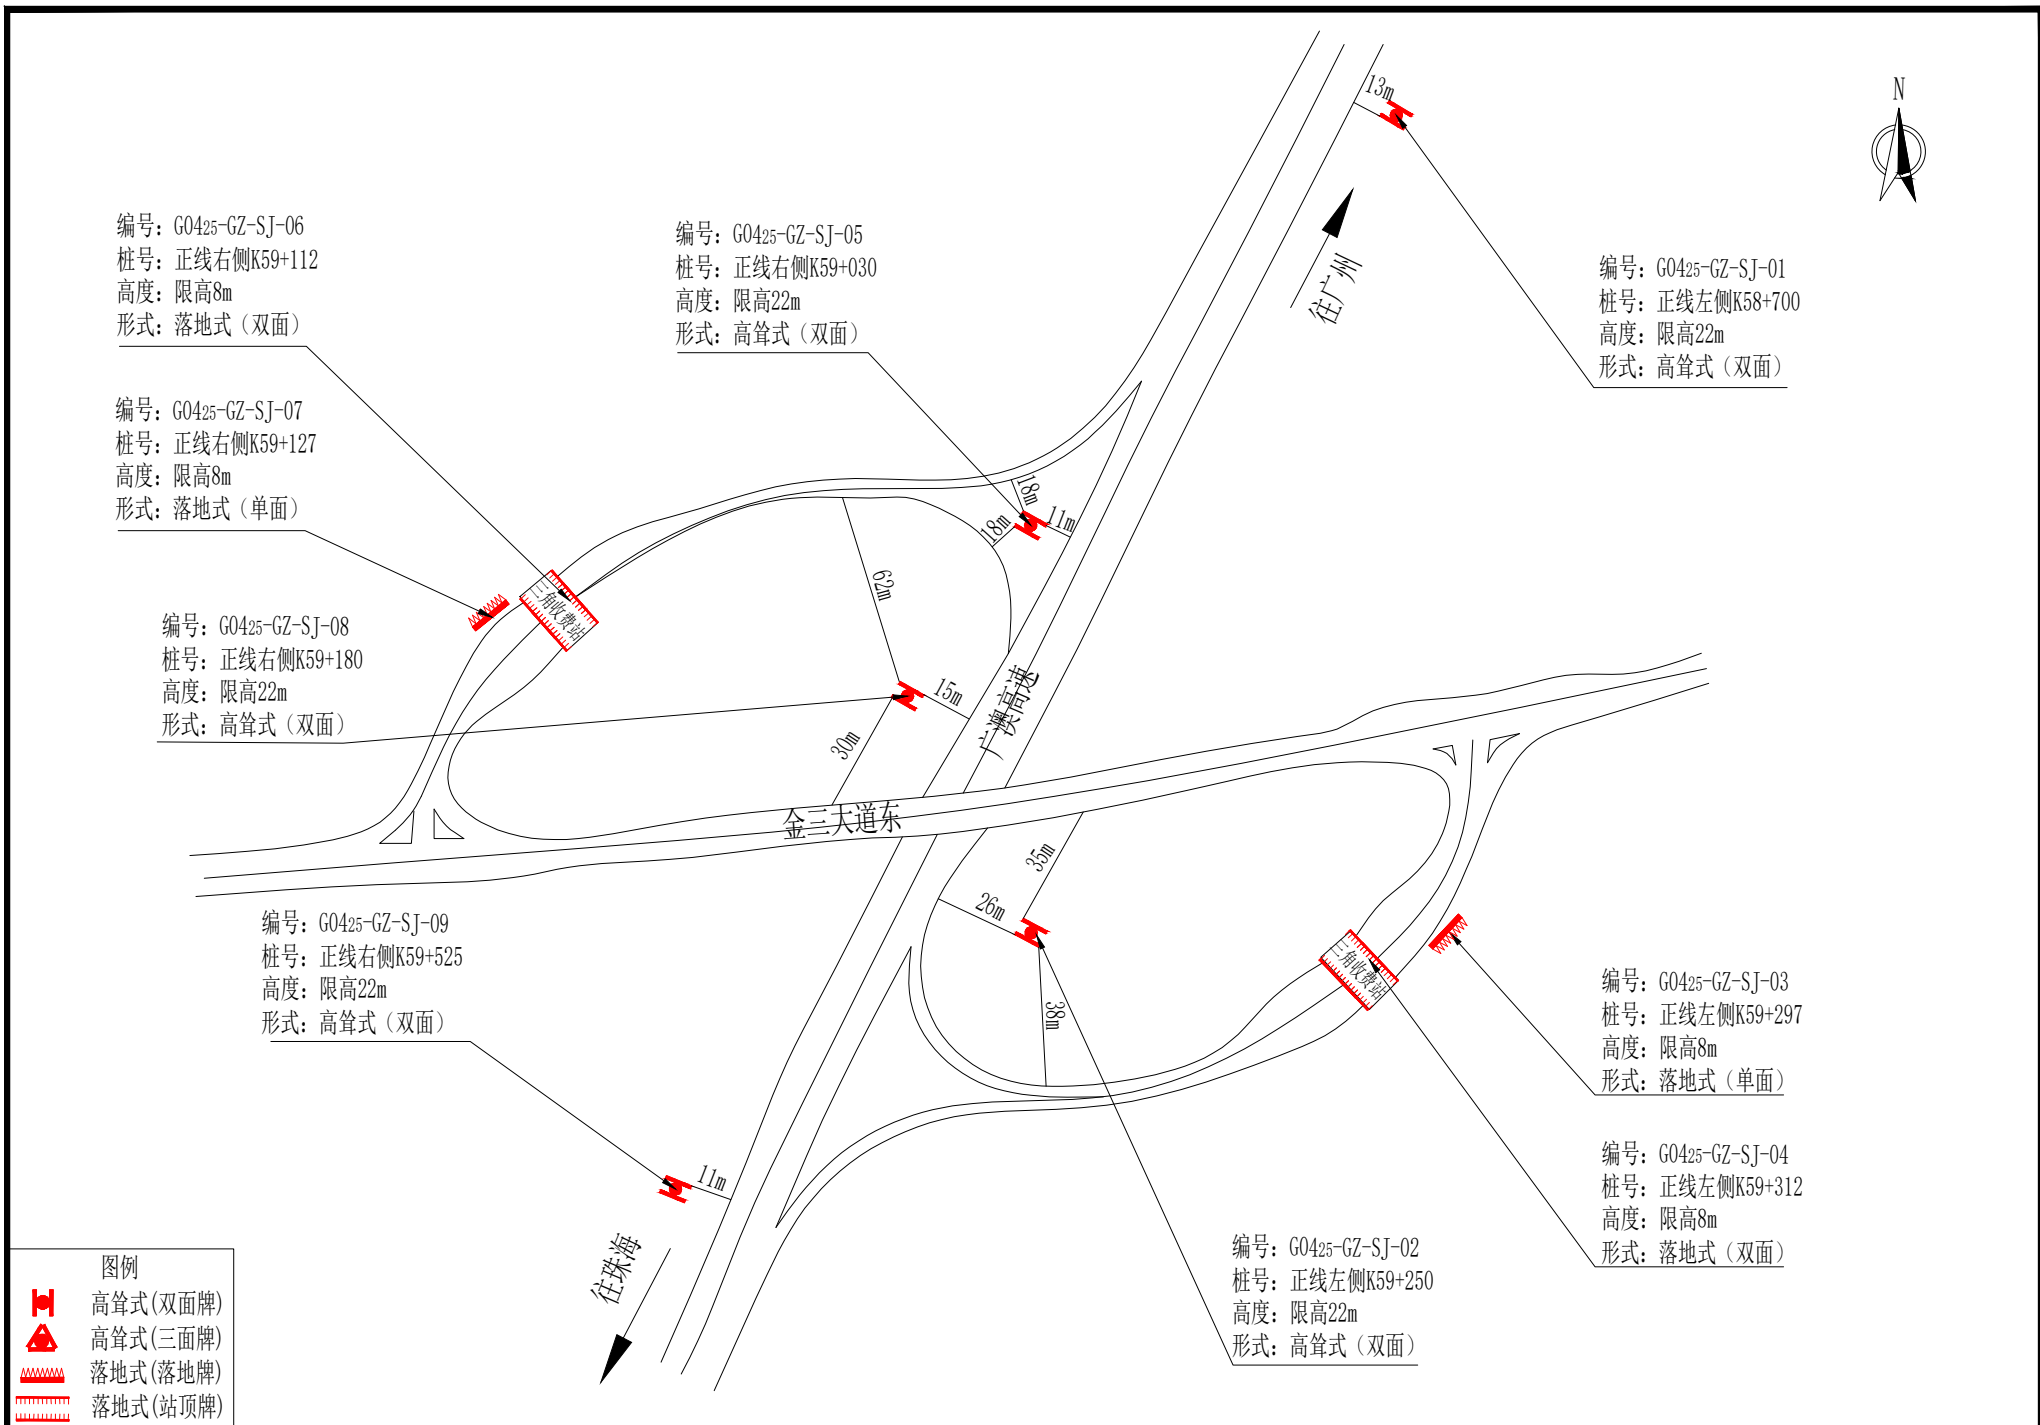 N
13m
编号: G0425-GZ-SJ-06
桩号: 正线右侧K59+112
高度: 限高8m
形式: 落地式（双面）
编号: G0425-GZ-SJ-05
桩号: 正线右侧K59+030
高度: 限高22m
形式: 高耸式（双面）
往广州
编号: G0425-GZ-SJ-01
桩号: 正线左侧K58+700
高度: 限高22m
形式: 高耸式（双面）
编号: G0425-GZ-SJ-07
桩号: 正线右侧K59+127
高度: 限高8m
形式: 落地式（单面）
18m
18m
11m
62m
三角收费站
编号: G0425-GZ-SJ-08
桩号: 正线右侧K59+180
高度: 限高22m
形式: 高耸式（双面）
15m
30m
广澳高速
金三大道东
35m
26m
38m
三角收费站
编号: G0425-GZ-SJ-09
桩号: 正线右侧K59+525
高度: 限高22m
形式: 高耸式（双面）
编号: G0425-GZ-SJ-03
桩号: 正线左侧K59+297
高度: 限高8m
形式: 落地式（单面）
11m
编号: G0425-GZ-SJ-04
桩号: 正线左侧K59+312
高度: 限高8m
形式: 落地式（双面）
往珠海
编号: G0425-GZ-SJ-02
桩号: 正线左侧K59+250
高度: 限高22m
形式: 高耸式（双面）
图例
高耸式(双面牌)
高耸式(三面牌)
落地式(落地牌)
落地式(站顶牌)